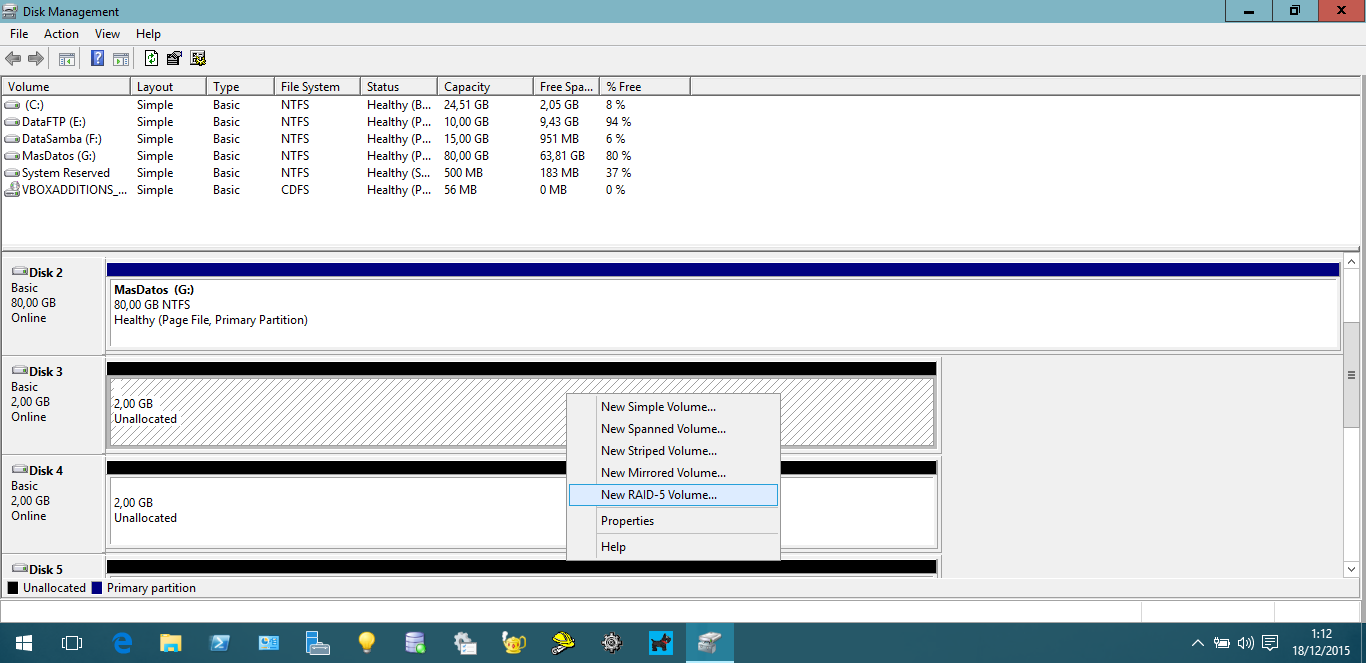 Disk Management
File Action View Help
Volume Layout Type File System Status Capacity Free Spa... % Free
(C:) Simple Basic NTFS Healthy (B... 24,51 GB 2,05 GB 8 %
DataFTP (E:) Simple Basic NTFS Healthy (P... 10,00 GB 9,43 GB 94 %
DataSamba (F:) Simple Basic NTFS Healthy (P... 15,00 GB 951 MB 6 %
MasDatos (G:) Simple Basic NTFS Healthy (P... 80,00 GB 63,81 GB 80 %
System Reserved Simple Basic NTFS Healthy (S... 500 MB 183 MB 37 %
VBOXADDITIONS_... Simple Basic CDFS Healthy (P... 56 MB 0 MB 0 %
Disk 2
Basic
80,00 GB
Online
MasDatos (G:)
80,00 GB NTFS
Healthy (Page File, Primary Partition)
Disk 3
Basic
2,00 GB
Online
2,00 GB
Unallocated
New Simple Volume...
New Spanned Volume...
New Striped Volume...
New Mirrored Volume...
New RAID-5 Volume...
Properties
Help
Disk 4
Basic
2,00 GB
Online
2,00 GB
Unallocated
Disk 5
Unallocated Primary partition
1:12
18/12/2015